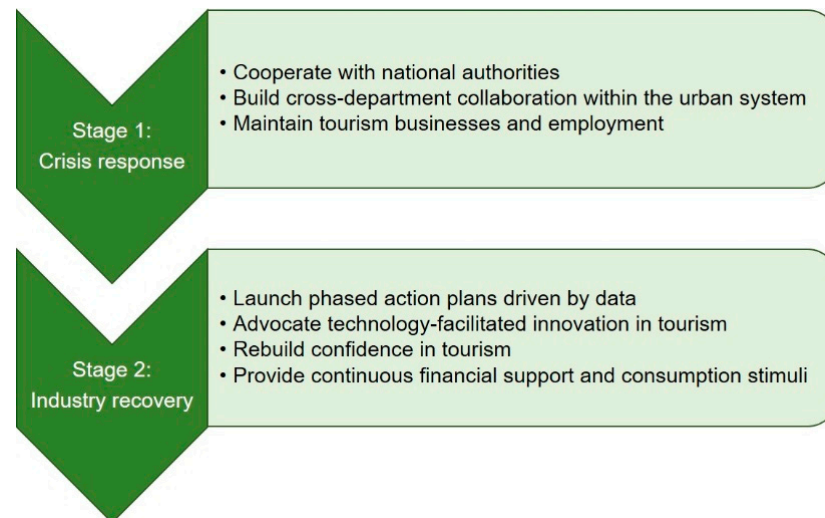 Stage 1:
Crisis response
• Cooperate with national authorities
• Build cross-department collaboration within the urban system
• Maintain tourism businesses and employment
Stage 2:
Industry recovery
• Launch phased action plans driven by data
• Advocate technology-facilitated innovation in tourism
• Rebuild confidence in tourism
• Provide continuous financial support and consumption stimuli